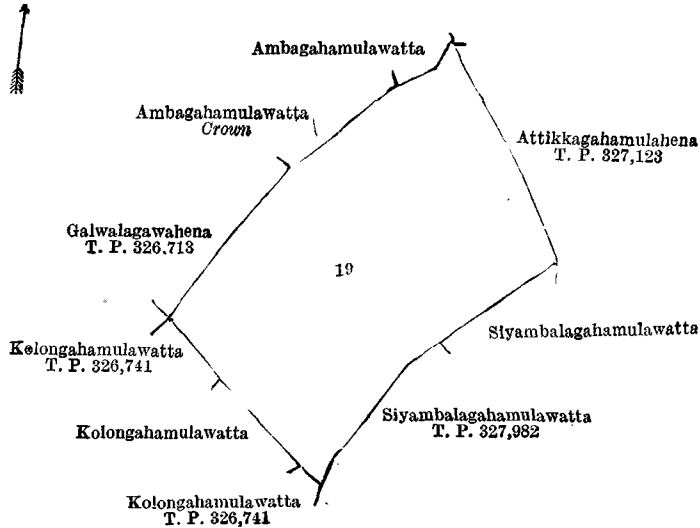 Ambagahamulawatta
Ambagahamulawatta
Crown
Attikkagahamulahena
T. P. 327,123
Galwalagawahena
T. P. 326,713
19
Siyambalagahamulawatta
Kolongahamulawatta
T. P. 326,741
Siyambalagahamulawatta
T. P. 327,982
Kolongahamulawatta
Kolongahamulawatta
T. P. 326,741